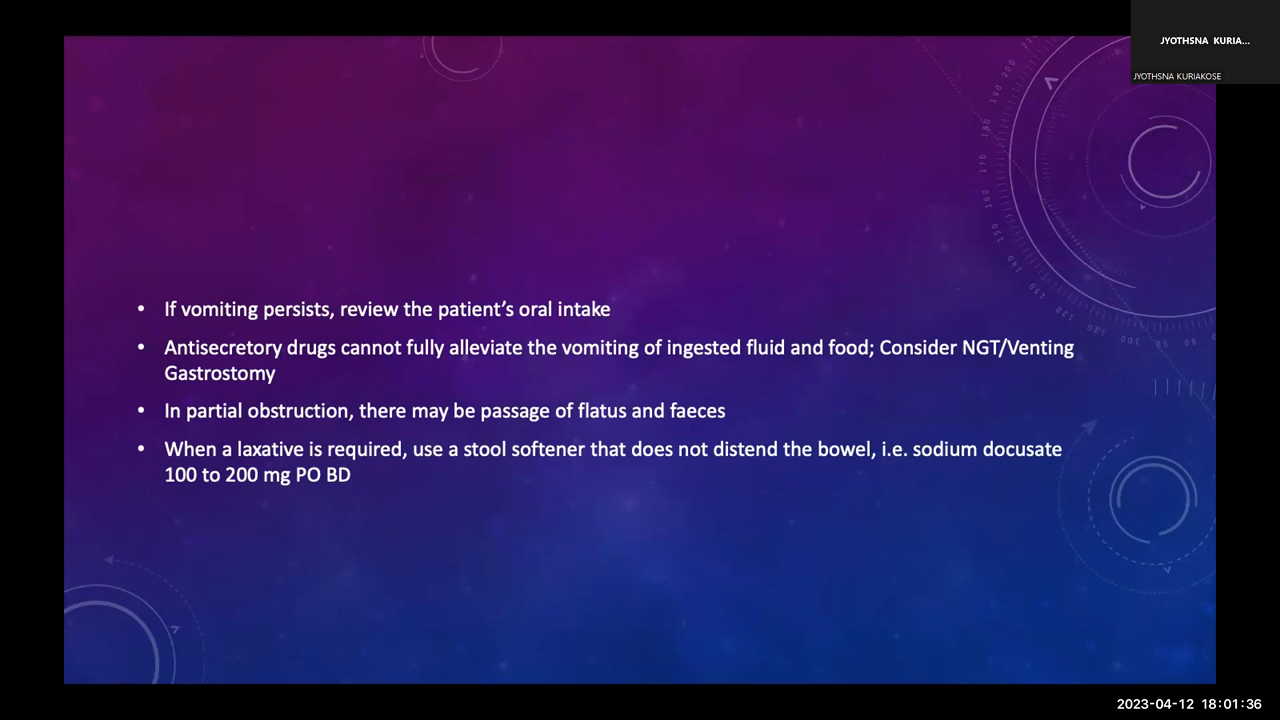 JYOTHSNA KURIA...
JYOTHSNA KURIAKOSE
• If vomiting persists, review the patient’s oral intake
• Antisecretory drugs cannot fully alleviate the vomiting of ingested fluid and food; Consider NGT/Venting
Gastrostomy
• In partial obstruction, there may be passage of flatus and faeces
• When a laxative is required, use a stool softener that does not distend the bowel, i.e. sodium docusate
100 to 200 mg PO BD
2023-04-12 18:01:36